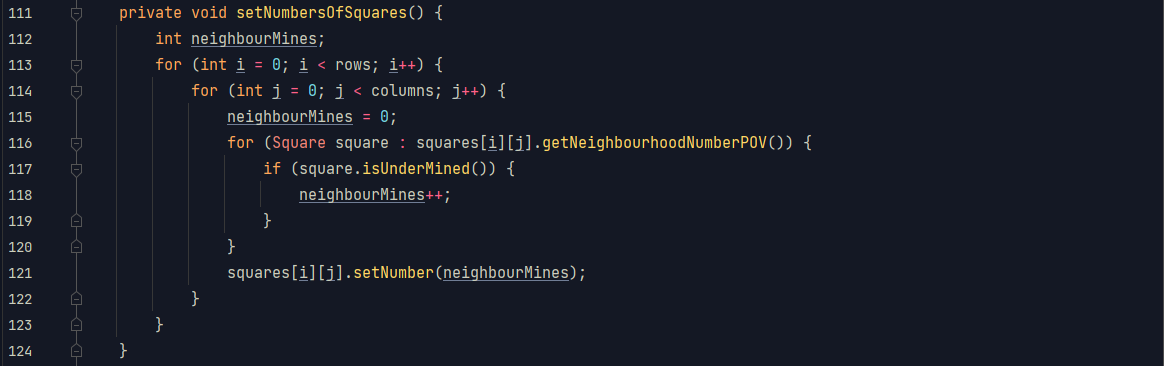 111 private void setNumbersOfSquares() {
112 int neighbourMines;
113 for (int i = 0; i < rows; i++) {
114 for (int j = 0; j < columns; j++) {
115 neighbourMines = 0;
116 for (Square square : squares[i][j].getNeighbourhoodNumberPOV()) {
117 if (square.isUnderMined()) {
118 neighbourMines++;
119 }
120 }
121 squares[i][j].setNumber(neighbourMines);
122 }
123 }
124 }